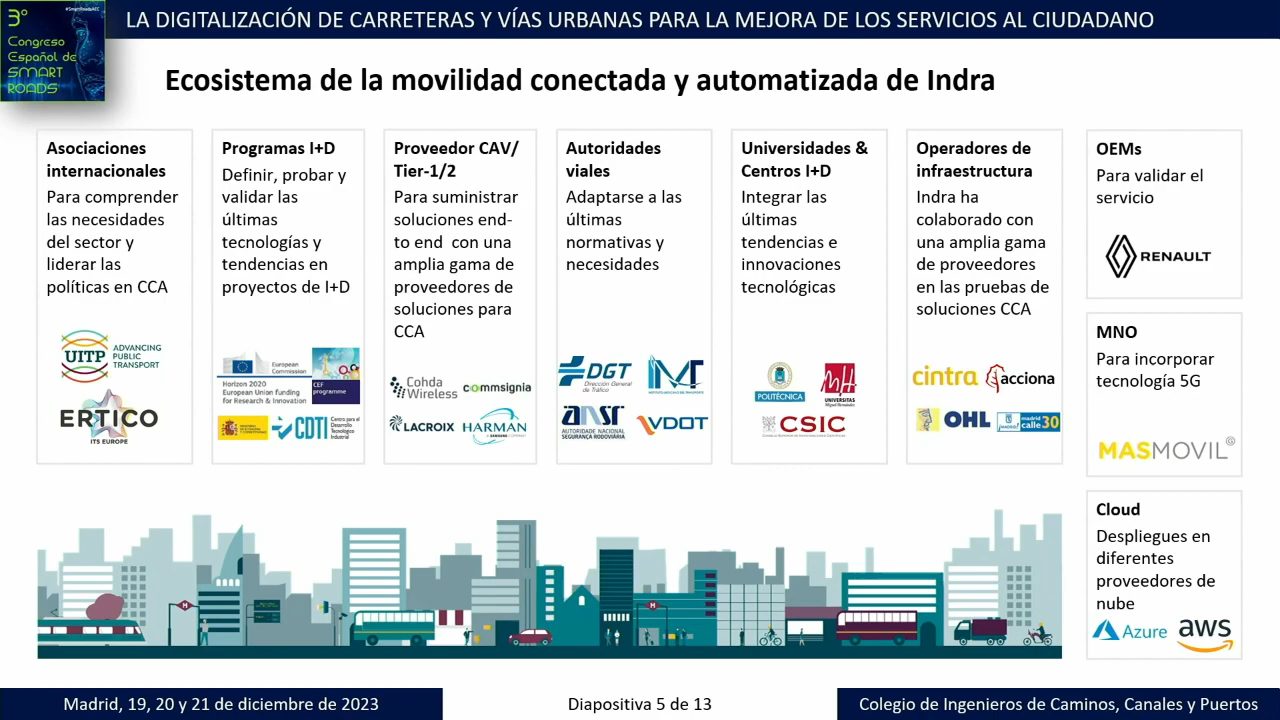 #SmartRoadsAEC
3º
Congreso
Español de
SMART
ROADS
LA DIGITALIZACIÓN DE CARRETERAS Y VÍAS URBANAS PARA LA MEJORA DE LOS SERVICIOS AL CIUDADANO
Ecosistema de la movilidad conectada y automatizada de Indra
Asociaciones
internacionales
Para comprender
las necesidades
del sector y
liderar las
políticas en CCA
UITP
ADVANCING
PUBLIC
TRANSPORT
ERTICO
ITS EUROPE
Programas I+D
Definir, probar y
validar las
últimas
tecnologías y
tendencias en
proyectos de I+D
European
Commission
Horizon 2020
European Union funding
for Research & Innovation
CEF
programme
CDTI
Centro para el
Desarrollo
Tecnológico
Industrial
Proveedor CAV/
Tier-1/2
Para suministrar
soluciones end-
to end con una
amplia gama de
proveedores de
soluciones para
CCA
Cohda
Wireless
commsignia
LACROIX
HARMAN
A SAMSUNG COMPANY
Autoridades
viales
Adaptarse a las
últimas
normativas y
necesidades
DGT
Dirección General
de Tráfico
IMT
ansr
AUTORIDADE NACIONAL
SEGURANÇA RODOVIÁRIA
VDOT
Universidades &
Centros I+D
Integrar las
últimas
tendencias e
innovaciones
tecnológicas
POLITÉCNICA
UNIVERSITAS
Miguel Hernández
CSIC
Operadores de
infraestructura
Indra ha
colaborado con
una amplia gama
de proveedores
en las pruebas de
soluciones CCA
cintra
acciona
OHL
madrid
calle 30
OEMs
Para validar el
servicio
RENAULT
MNO
Para incorporar
tecnología 5G
MASMOVIL
Cloud
Despliegues en
diferentes
proveedores de
nube
Azure
aws
H
H
Madrid, 19, 20 y 21 de diciembre de 2023
Diapositiva 5 de 13
Colegio de Ingenieros de Caminos, Canales y Puertos